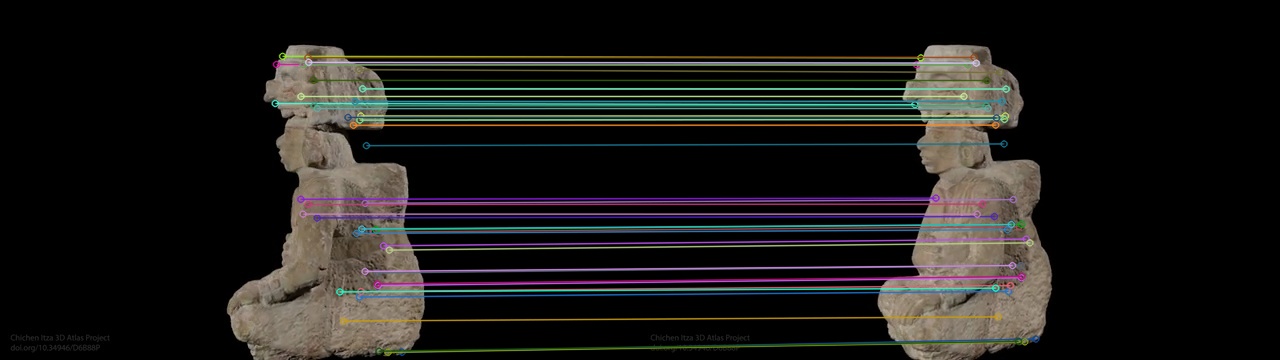 Chichen Itza 3D Atlas Project
doi.org/10.34946/D6888P
Chichen Itza 3D Atlas Project